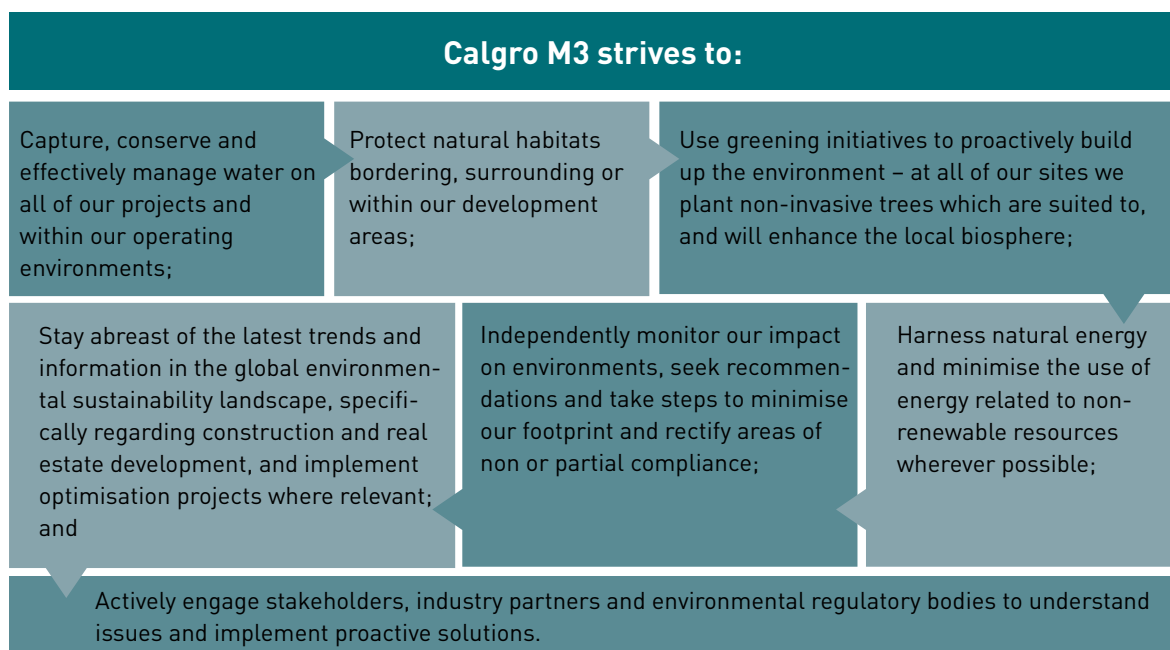 Calgro M3 strives to:
Capture, conserve and
effectively manage water on
all of our projects and
within our operating
environments;
Protect natural habitats
bordering, surrounding or
within our development
areas;
Use greening initiatives to proactively build
up the environment – at all of our sites we
plant non-invasive trees which are suited to,
and will enhance the local biosphere;
Harness natural energy
and minimise the use of
energy related to non-
renewable resources
wherever possible;
Independently monitor our impact
on environments, seek recommen-
dations and take steps to minimise
our footprint and rectify areas of
non or partial compliance;
Stay abreast of the latest trends and
information in the global environmen-
tal sustainability landscape, specifi-
cally regarding construction and real
estate development, and implement
optimisation projects where relevant;
and
Actively engage stakeholders, industry partners and environmental regulatory bodies to understand
issues and implement proactive solutions.